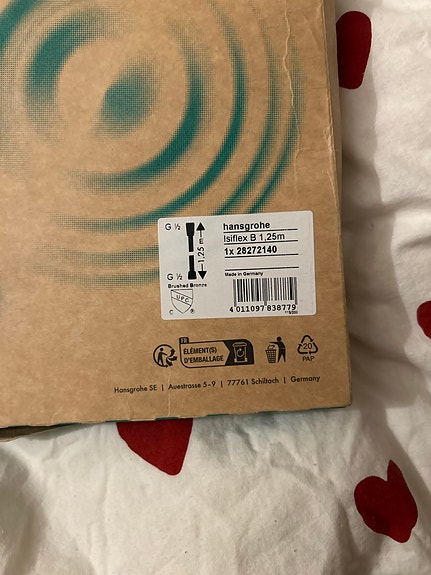 G ½
1,25 m
G ½
Brushed Bronze
UPC
C
R
hansgrohe
Isiflex B 1,25m
1x 28272140
Made in Germany
4 011097 838779
FR
ÉLÉMENT(S)
D'EMBALLAGE
20
PAP
Hansgrohe SE | Auestrasse 5-9 | 77761 Schiltach | Germany